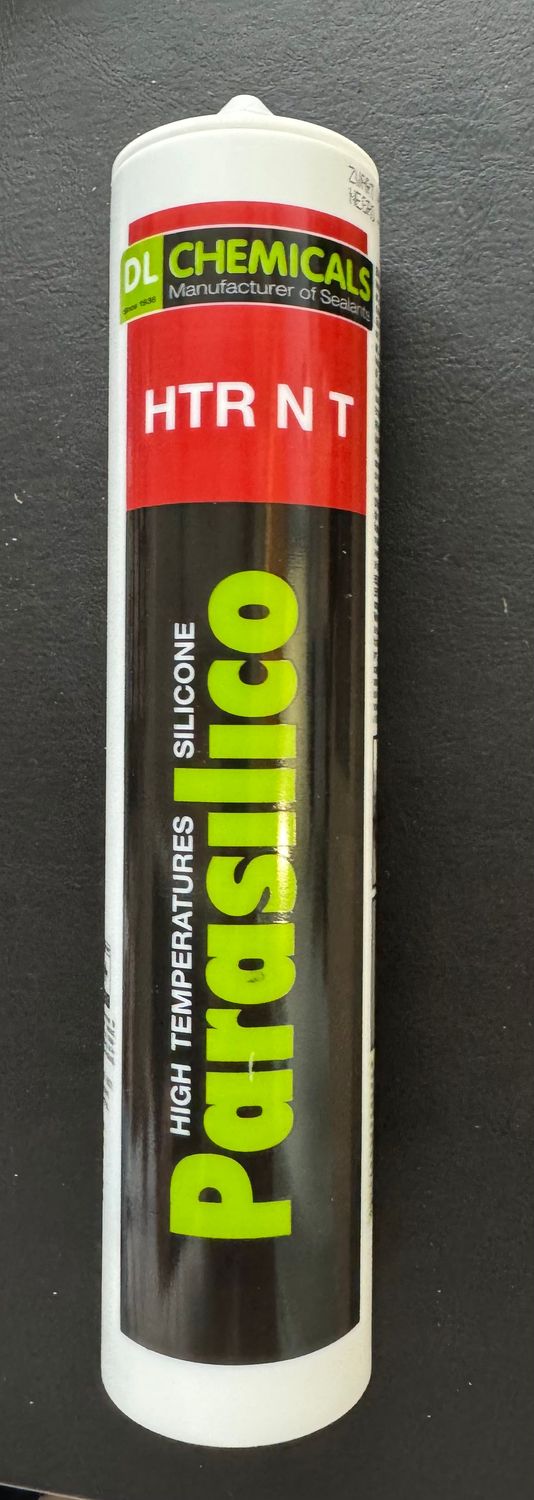 DL CHEMICALS
since 1936 Manufacturer of Sealants
HTR N T
HIGH TEMPERATURES SILICONE
Parasilico